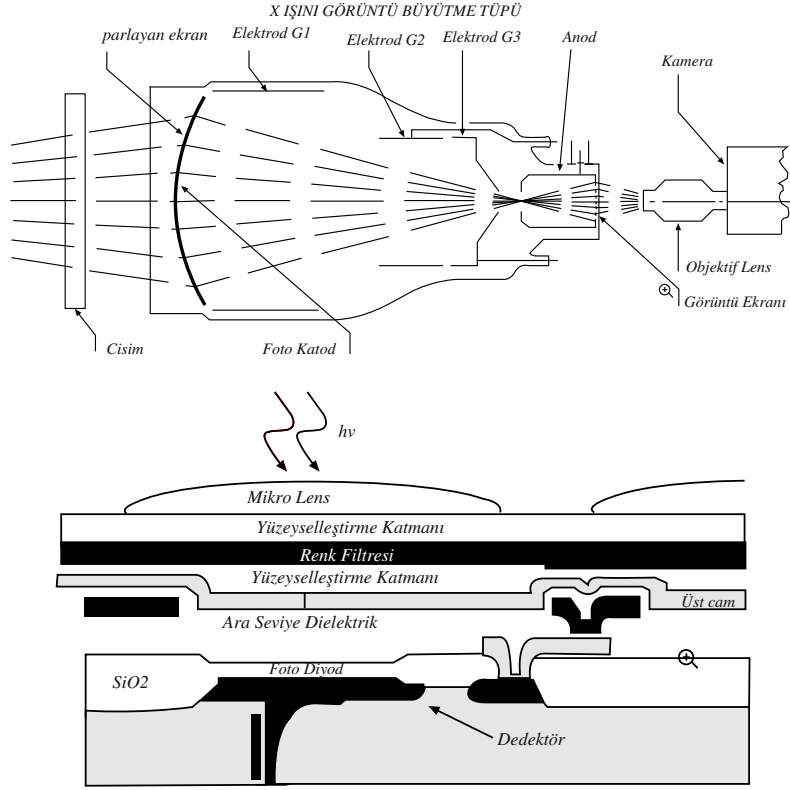 X IŞINI GÖRÜNTÜ BÜYÜTME TÜPÜ
parlayan ekran
Elektrod G1
Elektrod G2
Elektrod G3
Anod
Kamera
Objektif Lens
Görüntü Ekranı
Cisim
Foto Katod
hv
Mikro Lens
Yüzeyselleştirme Katmanı
Renk Filtresi
Yüzeyselleştirme Katmanı
Üst cam
Ara Seviye Dielektrik
Foto Diyod
SiO2
Dedektör